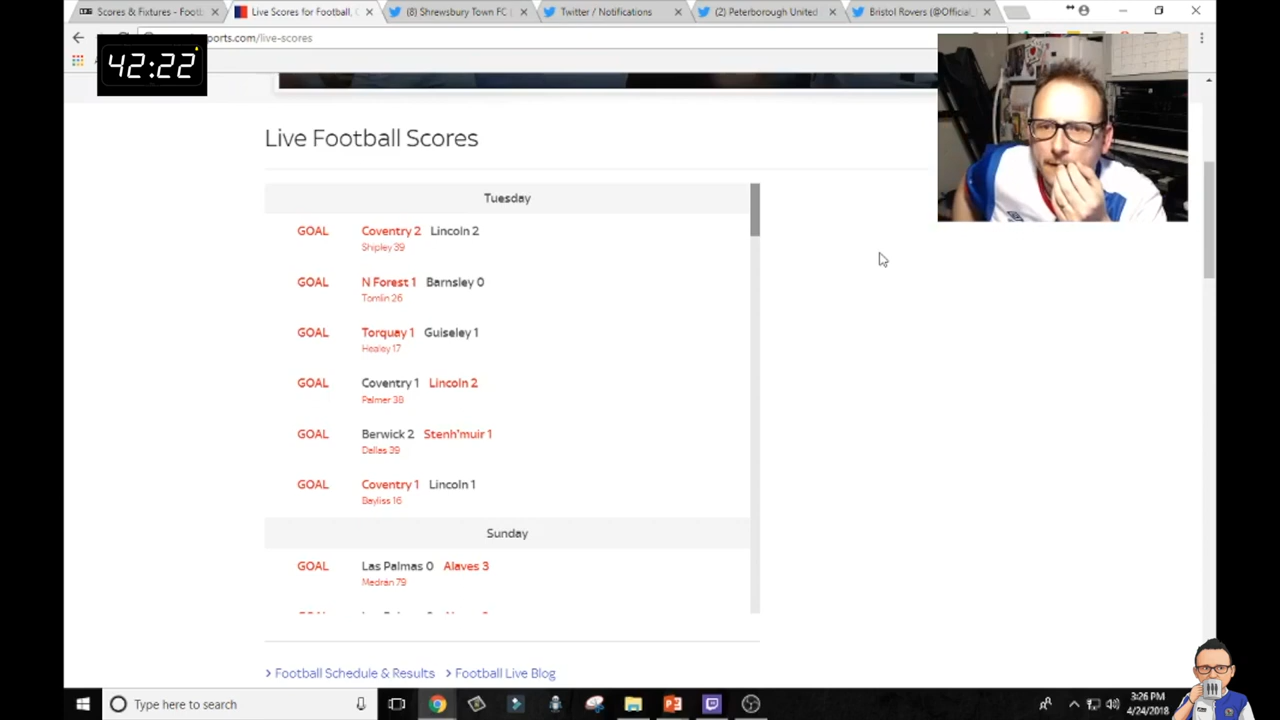 Scores & Fixtures - Footb
Live Scores for Football, C
(8) Shrewsbury Town FC (
Twitter / Notifications
(2) Peterborough United
Bristol Rovers (@Official_
ports.com/live-scores
42:22
Live Football Scores
Tuesday
GOAL Coventry 2 Lincoln 2
Shipley 39
GOAL N Forest 1 Barnsley 0
Tomlin 26
GOAL Torquay 1 Guiseley 1
Healey 17
GOAL Coventry 1 Lincoln 2
Palmer 38
GOAL Berwick 2 Stenh'muir 1
Dallas 39
GOAL Coventry 1 Lincoln 1
Bayliss 16
Sunday
GOAL Las Palmas 0 Alaves 3
Medrán 79
> Football Schedule & Results > Football Live Blog
Type here to search
3:26 PM
4/24/2018